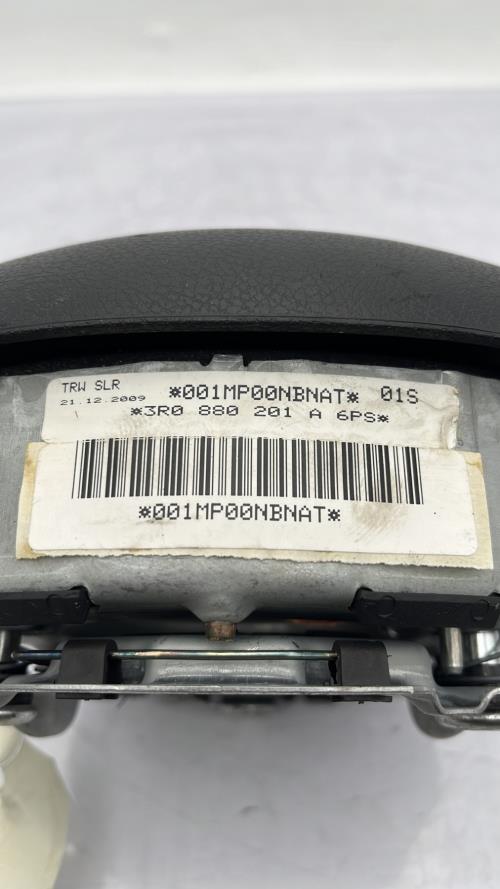 TRW SLR *001MP00NBNAT* 01S
21.12.2009 *3R0 880 201 A 6PS*
*001MP00NBNAT*